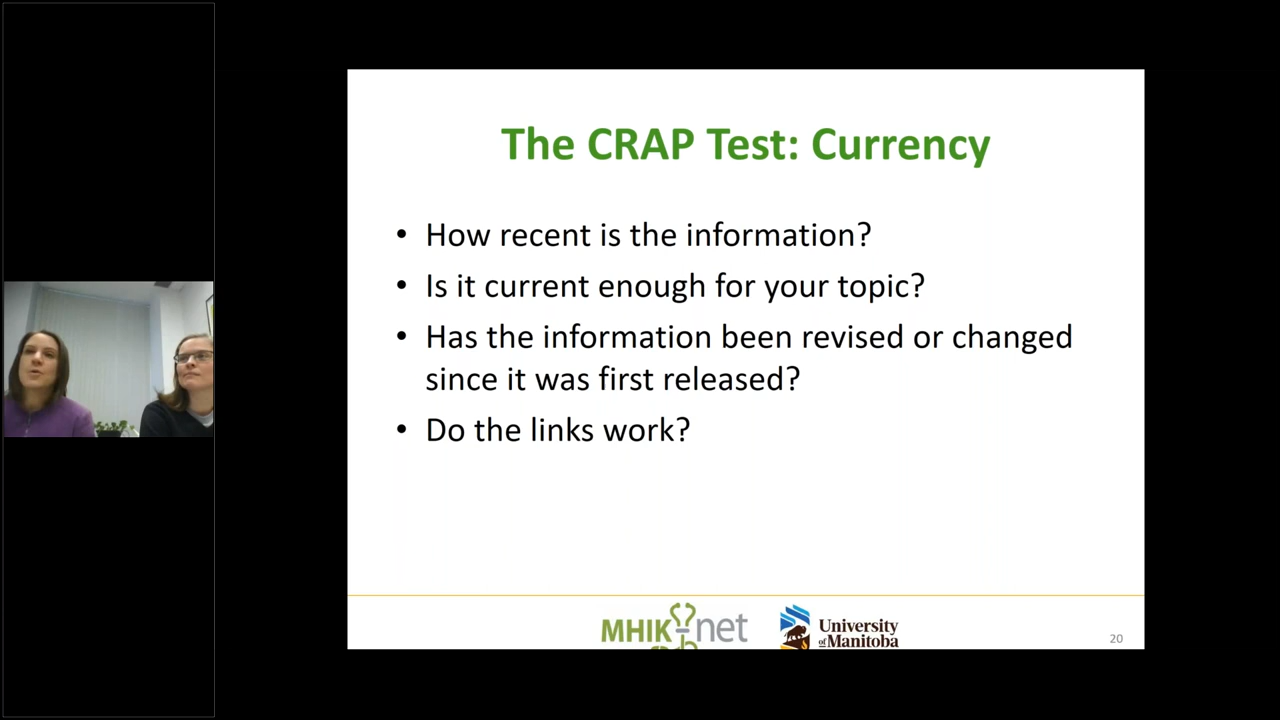 The CRAP Test: Currency
• How recent is the information?
• Is it current enough for your topic?
• Has the information been revised or changed
since it was first released?
• Do the links work?
MHIK-net
University
of Manitoba
20